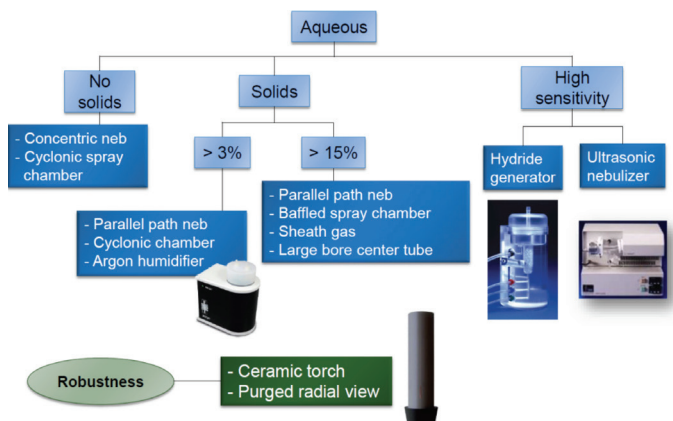 Aqueous
No
solids
Solids
High
sensitivity
- Concentric neb
- Cyclonic spray
chamber
> 3%
> 15%
Hydride
generator
Ultrasonic
nebulizer
- Parallel path neb
- Cyclonic chamber
- Argon humidifier
- Parallel path neb
- Baffled spray chamber
- Sheath gas
- Large bore center tube
Robustness
- Ceramic torch
- Purged radial view